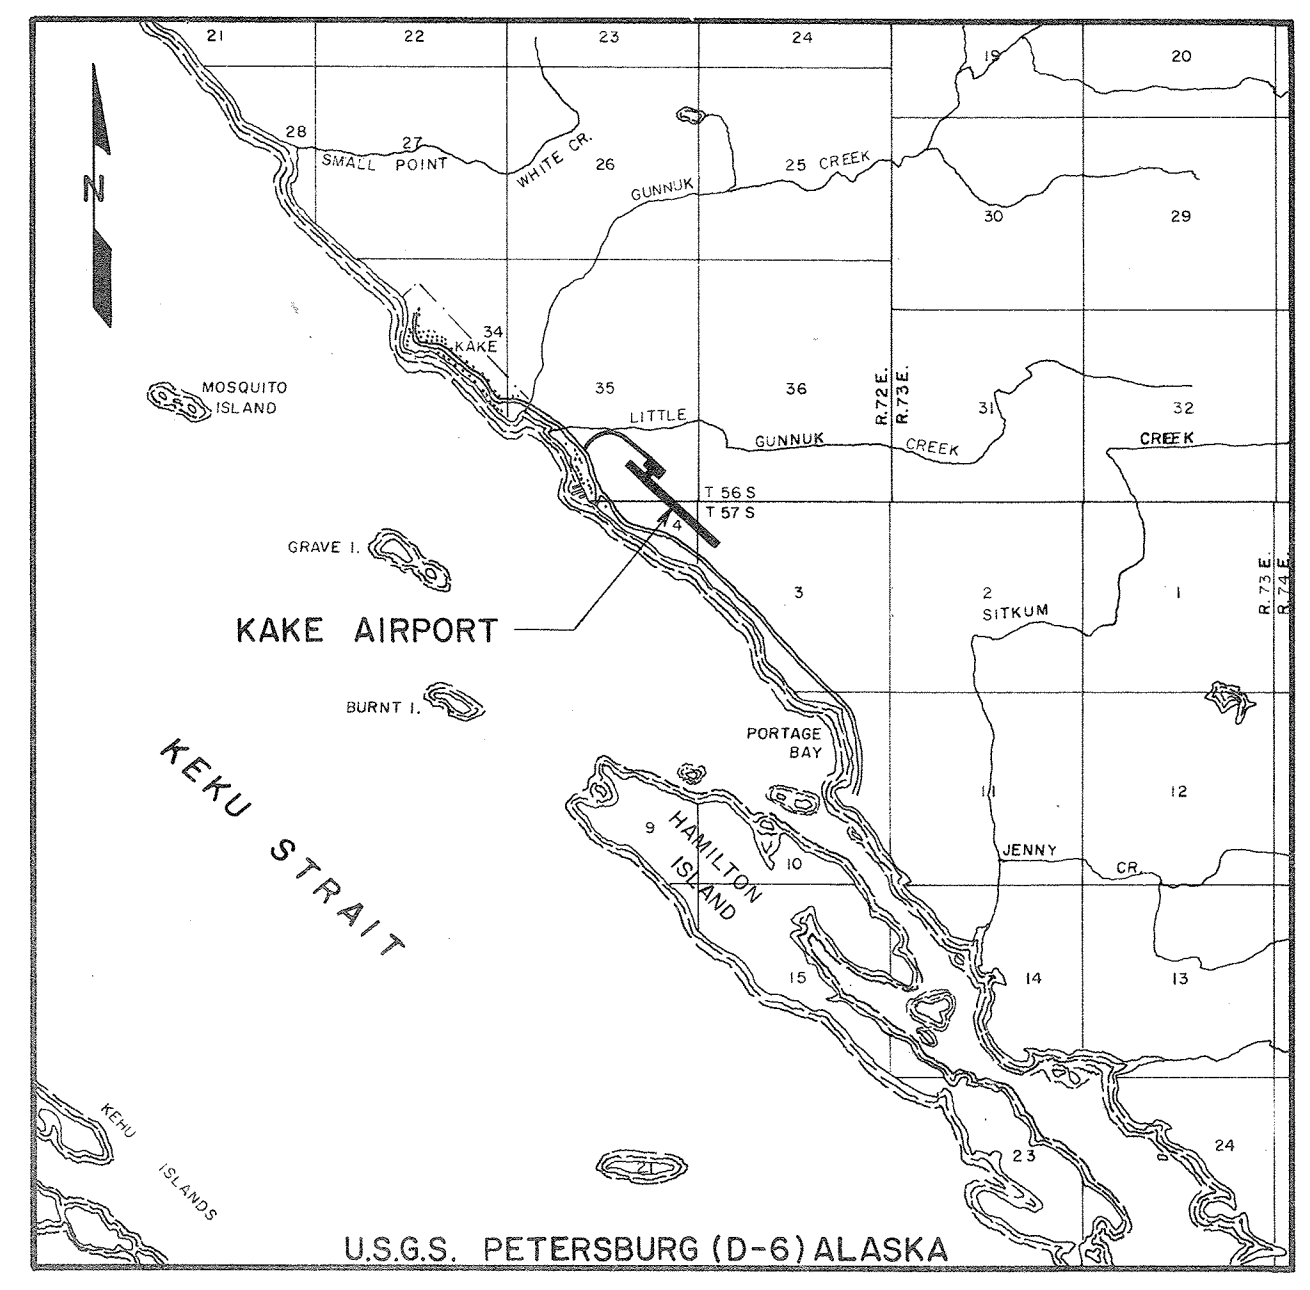 21
22
23
24
19
20
28
27
SMALL POINT
WHITE CR.
26
25
CREEK
GUNNUK
N
30
29
34
KAKE
MOSQUITO
ISLAND
35
36
R.72E.
R.73E.
31
32
LITTLE
GUNNUK
CREEK
CREEK
T 56 S
T 57 S
4
GRAVE I.
3
2
SITKUM
1
R.73E.
R.74E.
KAKE AIRPORT
BURNT I.
PORTAGE
BAY
KEKU STRAIT
11
12
9
HAMILTON
ISLAND
10
JENNY
CR.
15
14
13
KEHU
ISLANDS
21
23
24
U.S.G.S. PETERSBURG (D-6) ALASKA